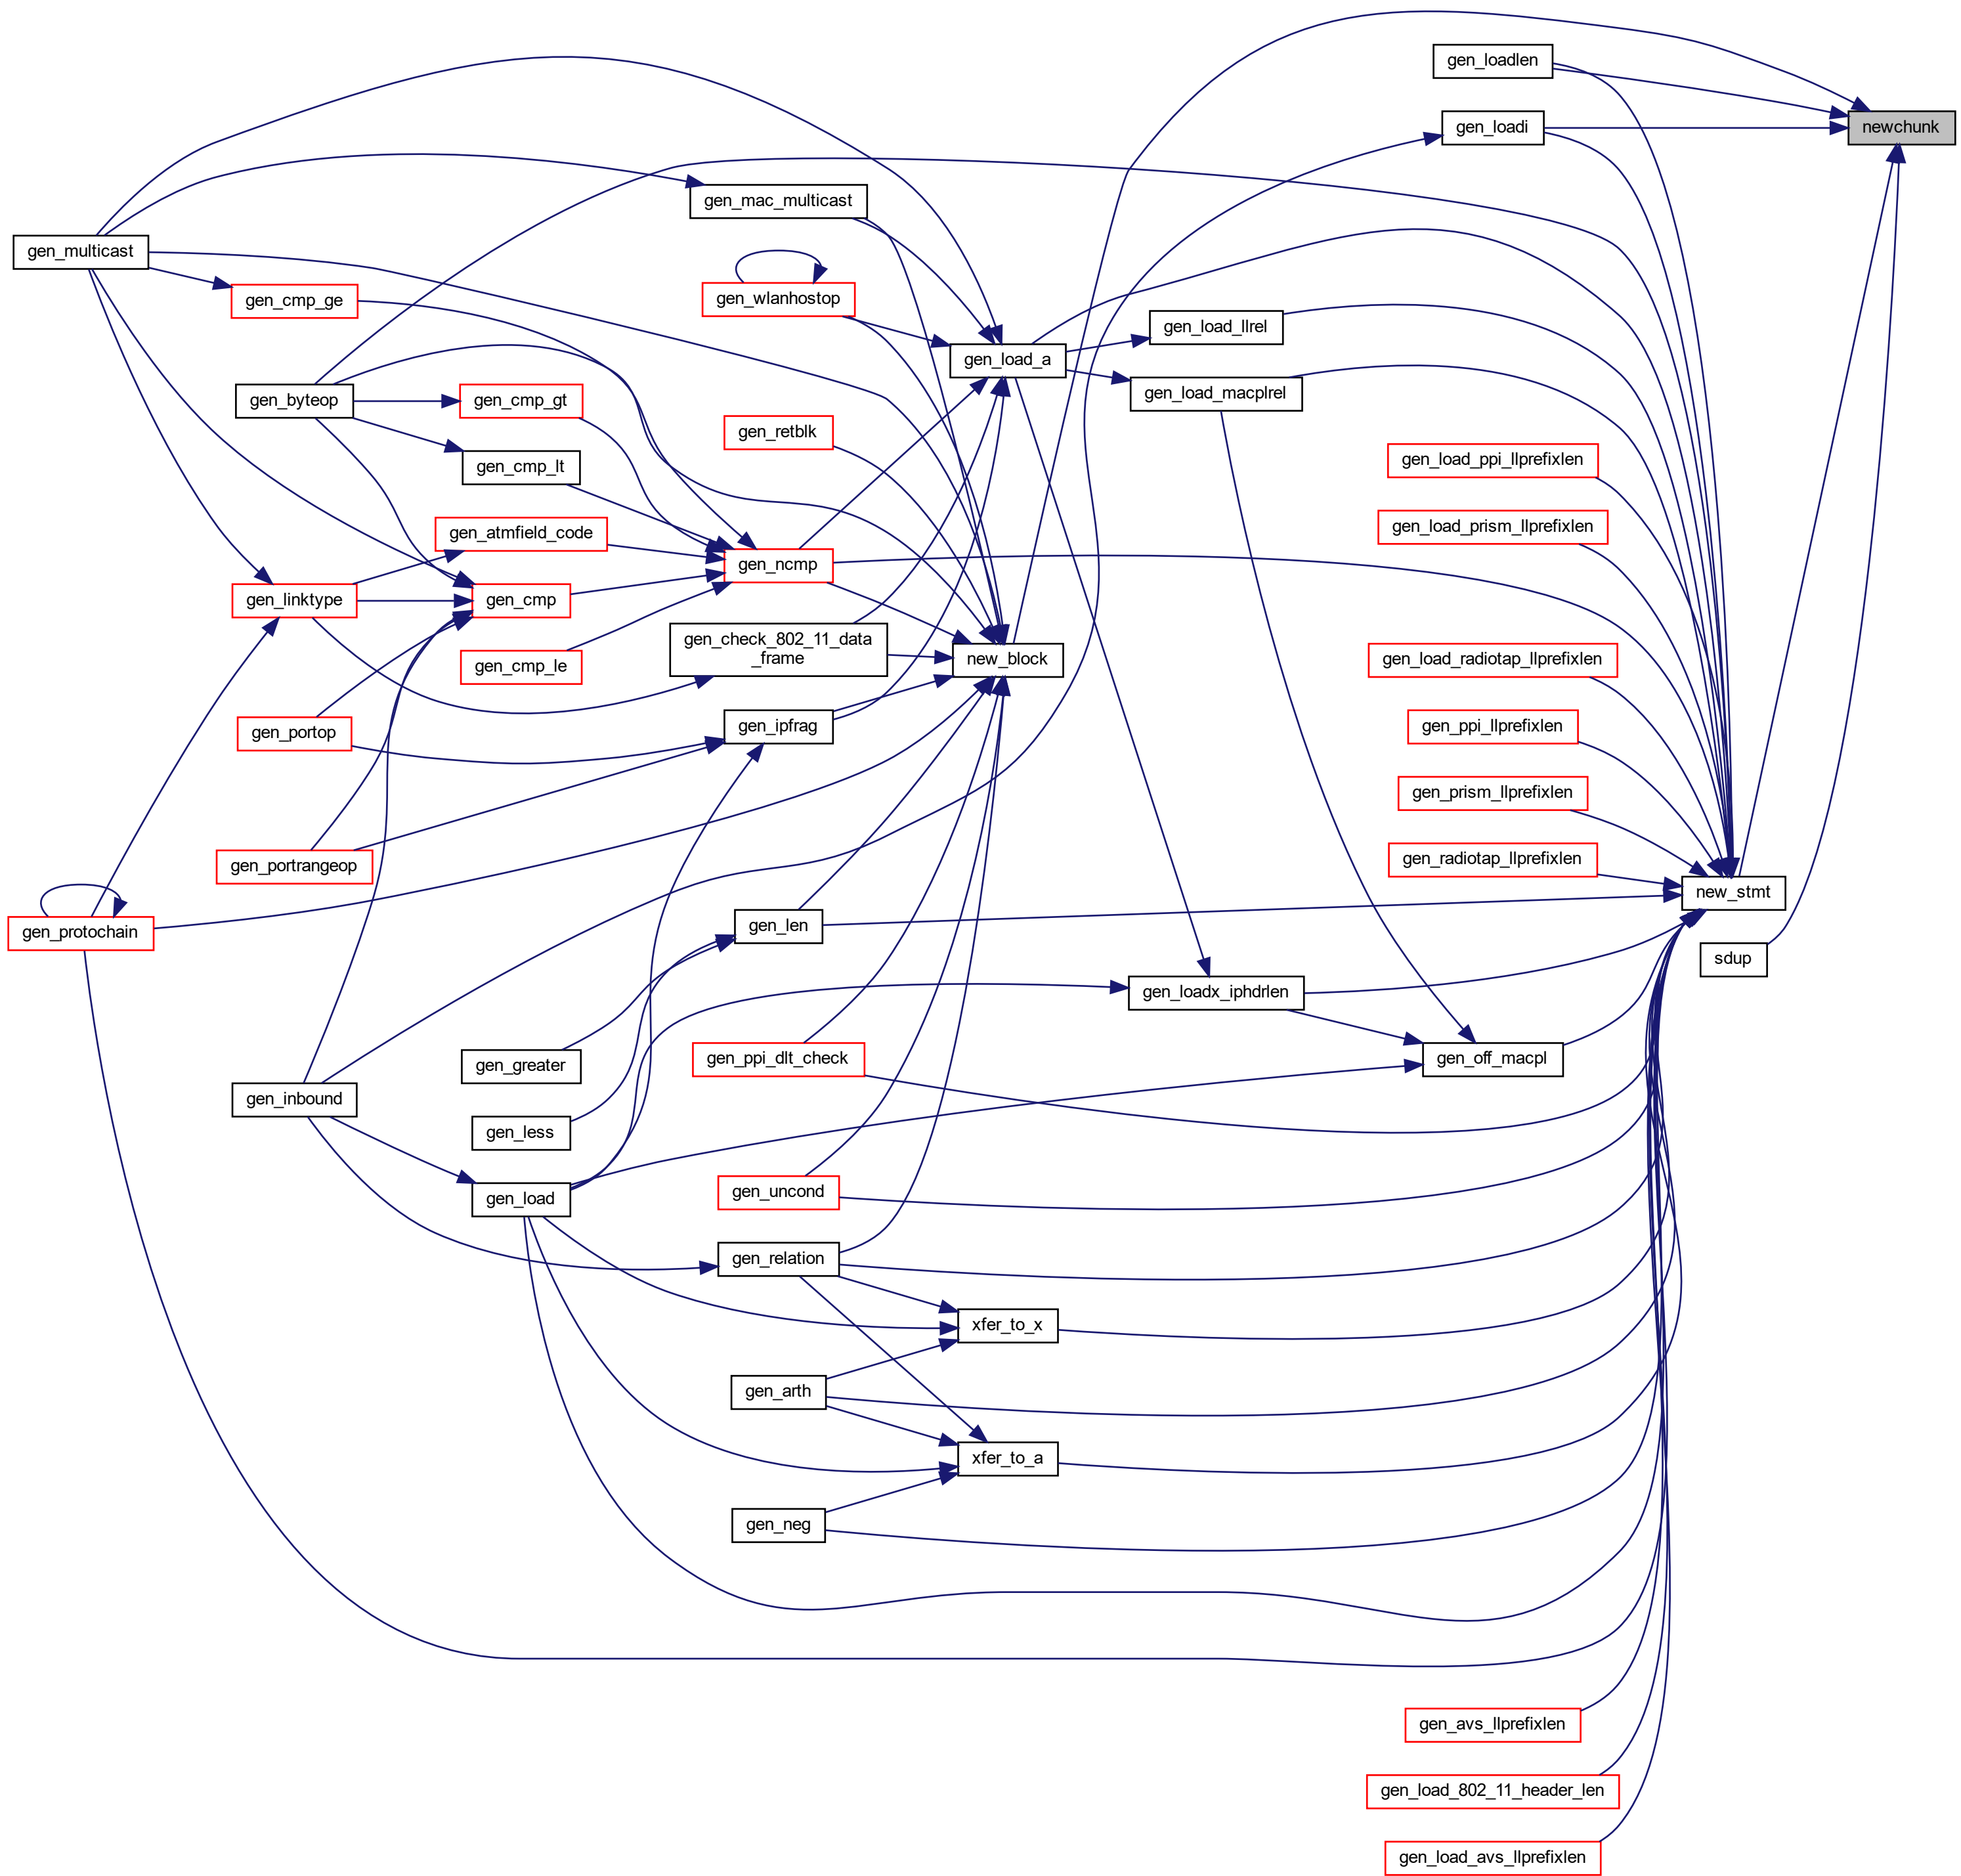 gen_loadlen
gen_loadi
newchunk
gen_mac_multicast
gen_multicast
gen_wlanhostop
gen_cmp_ge
gen_load_llrel
gen_load_a
gen_load_macplrel
gen_byteop
gen_cmp_gt
gen_retblk
gen_cmp_lt
gen_load_ppi_llprefixlen
gen_load_prism_llprefixlen
gen_atmfield_code
gen_ncmp
gen_linktype
gen_cmp
gen_check_802_11_data
_frame
new_block
gen_cmp_le
gen_load_radiotap_llprefixlen
gen_portop
gen_ipfrag
gen_ppi_llprefixlen
gen_prism_llprefixlen
gen_portrangeop
gen_radiotap_llprefixlen
new_stmt
gen_protochain
gen_len
sdup
gen_loadx_iphdrlen
gen_greater
gen_ppi_dlt_check
gen_off_macpl
gen_inbound
gen_less
gen_load
gen_uncond
gen_relation
xfer_to_x
gen_arth
xfer_to_a
gen_neg
gen_avs_llprefixlen
gen_load_802_11_header_len
gen_load_avs_llprefixlen